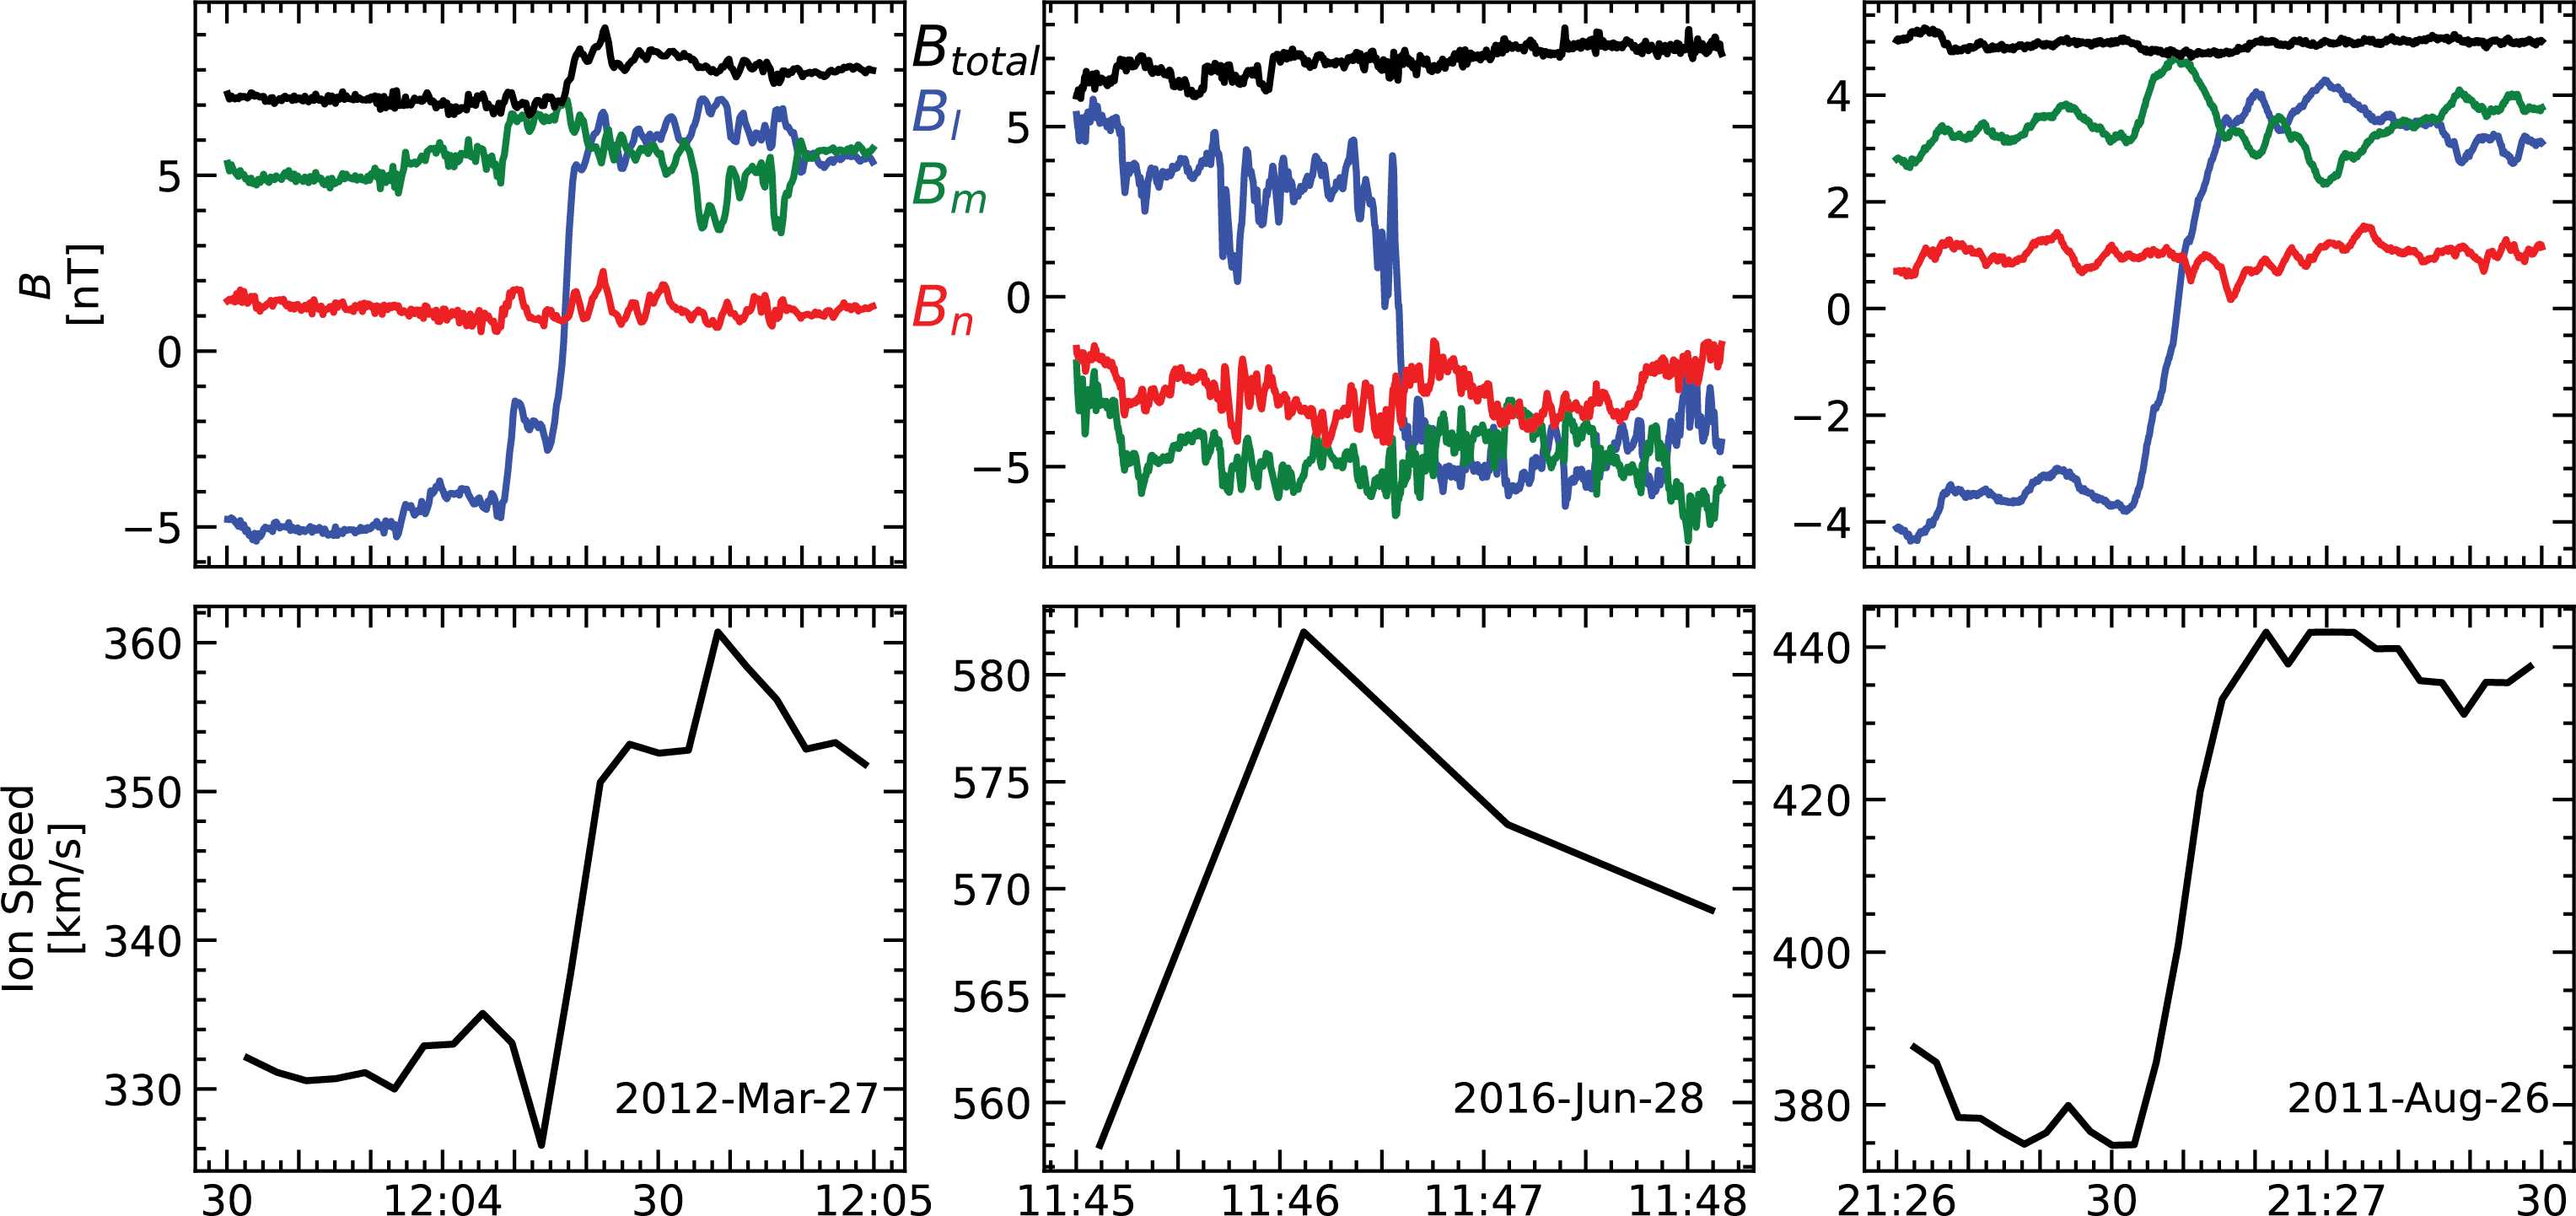 B
[nT]
5
0
−5
B_total
B_l
B_m
B_n
5
0
−5
4
2
0
−2
−4
Ion Speed
[km/s]
360
350
340
330
2012-Mar-27
30 12:04 30 12:05
580
575
570
565
560
2016-Jun-28
11:45 11:46 11:47 11:48
440
420
400
380
2011-Aug-26
21:26 30 21:27 30